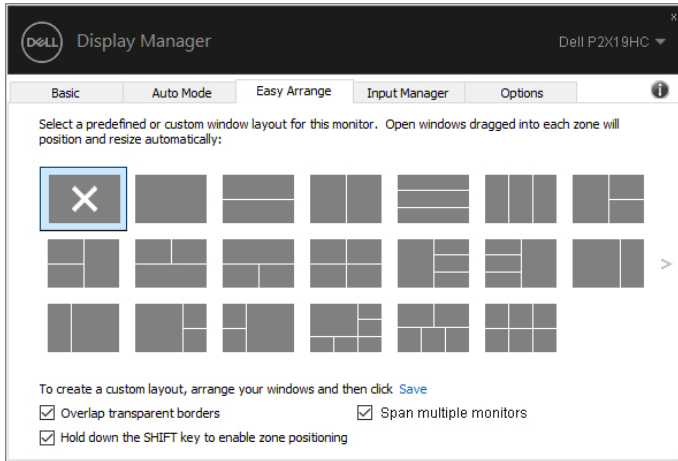 x
DELL Display Manager Dell P2X19HC
Basic Auto Mode Easy Arrange Input Manager Options i
Select a predefined or custom window layout for this monitor. Open windows dragged into each zone will
position and resize automatically:
>
To create a custom layout, arrange your windows and then click Save
Overlap transparent borders Span multiple monitors
Hold down the SHIFT key to enable zone positioning